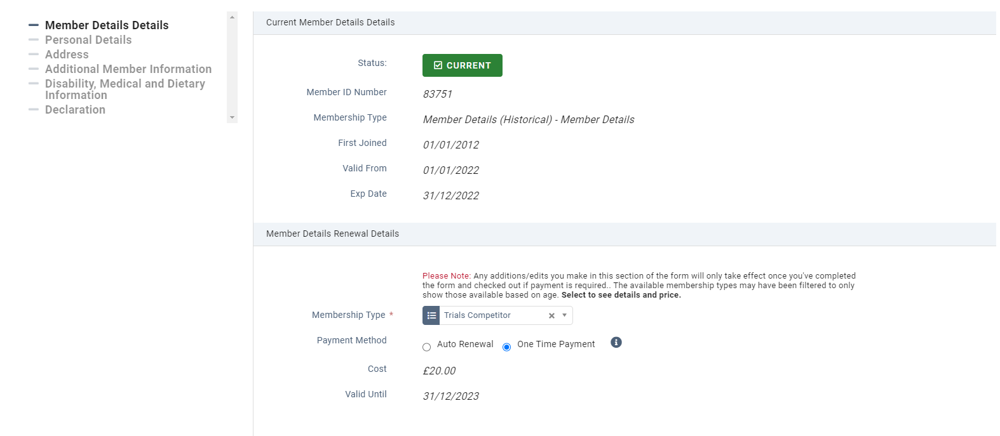 Member Details Details
Personal Details
Address
Additional Member Information
Disability, Medical and Dietary
Information
Declaration
Current Member Details Details
Status:
CURRENT
Member ID Number
83751
Membership Type
Member Details (Historical) - Member Details
First Joined
01/01/2012
Valid From
01/01/2022
Exp Date
31/12/2022
Member Details Renewal Details
Please Note: Any additions/edits you make in this section of the form will only take effect once you've completed
the form and checked out if payment is required.. The available membership types may have been filtered to only
show those available based on age. Select to see details and price.
Membership Type *
Trials Competitor
Payment Method
Auto Renewal
One Time Payment
Cost
£20.00
Valid Until
31/12/2023